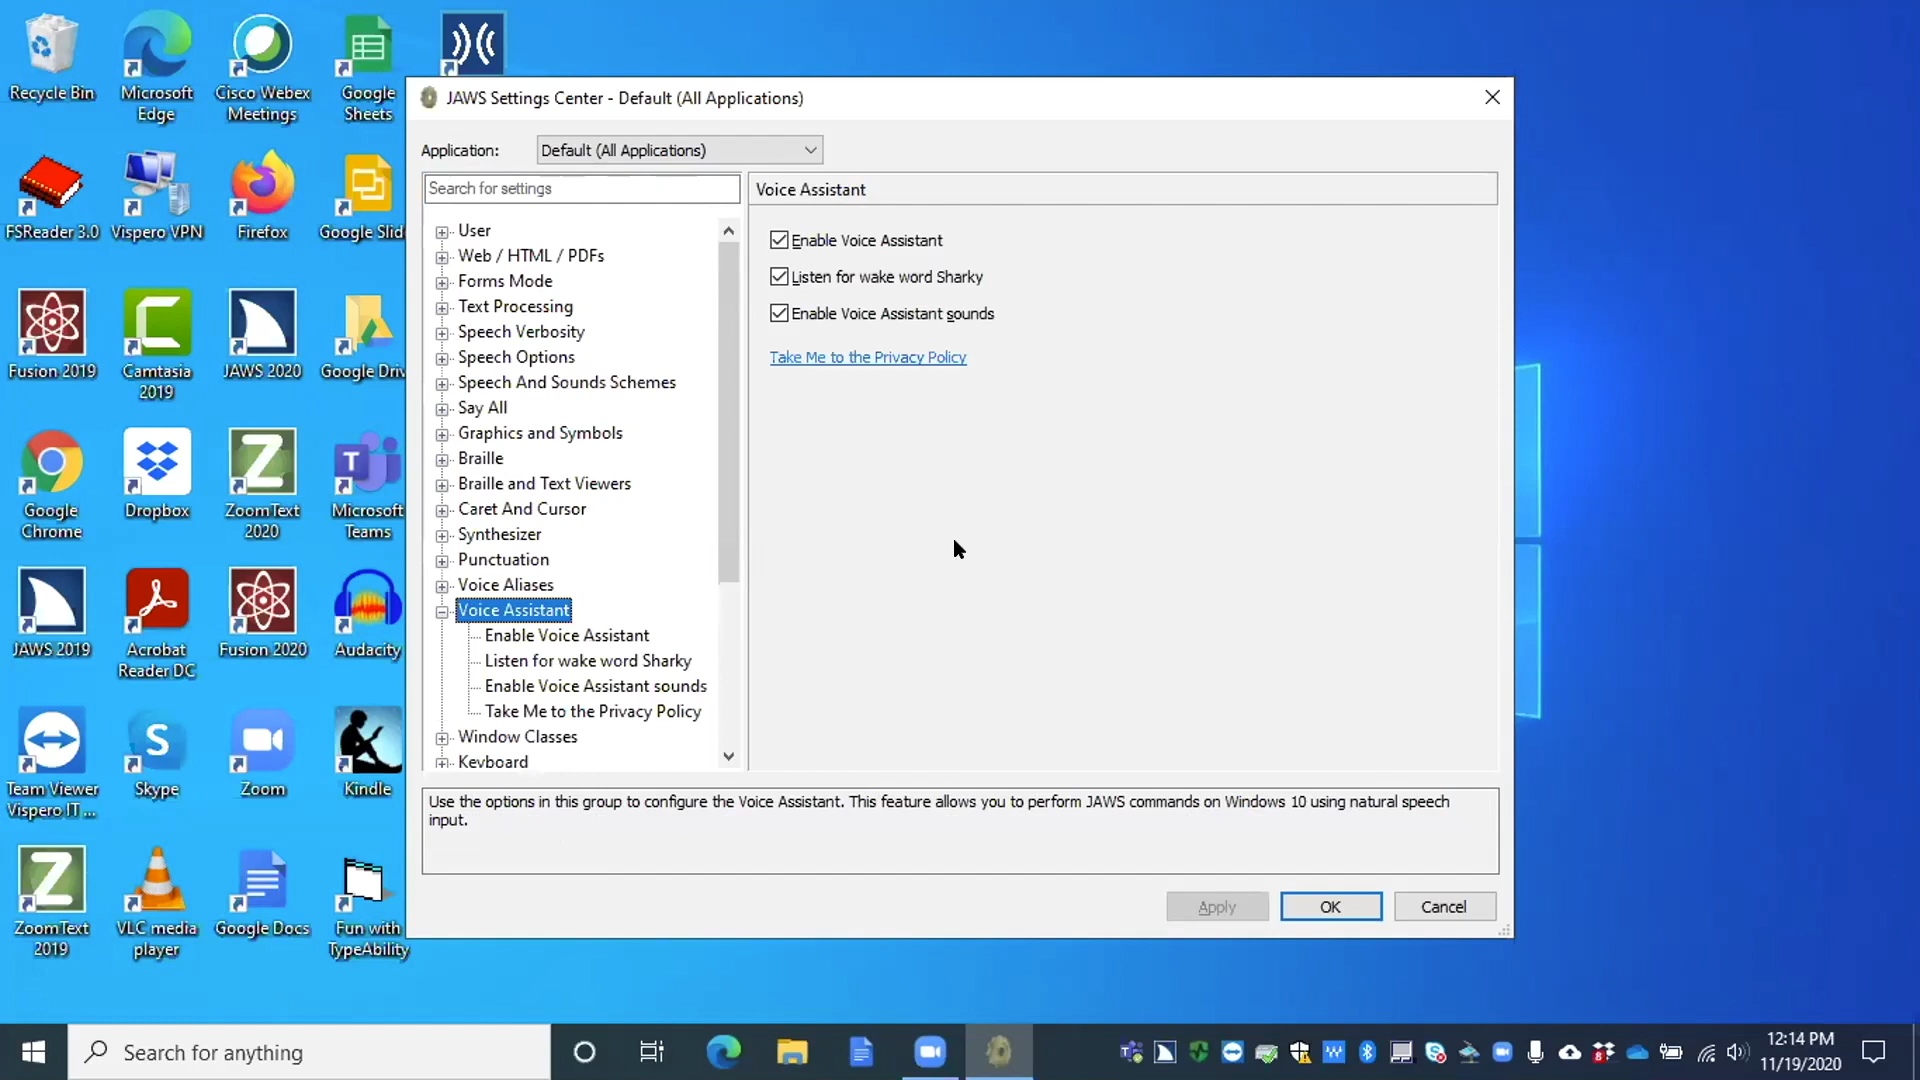 Recycle Bin
Microsoft
Edge
Cisco Webex
Meetings
Google
Sheets
FSReader 3.0
Vispero VPN
Firefox
Google Slid
Fusion 2019
Camtasia
2019
JAWS 2020
Google Driv
Google
Chrome
Dropbox
ZoomText
2020
Microsoft
Teams
JAWS 2019
Acrobat
Reader DC
Fusion 2020
Audacity
Team Viewer
Vispero IT ...
Skype
Zoom
Kindle
ZoomText
2019
VLC media
player
Google Docs
Fun with
TypeAbility
JAWS Settings Center - Default (All Applications)
Application:
Default (All Applications)
Search for settings
User
Web / HTML / PDFs
Forms Mode
Text Processing
Speech Verbosity
Speech Options
Speech And Sounds Schemes
Say All
Graphics and Symbols
Braille
Braille and Text Viewers
Caret And Cursor
Synthesizer
Punctuation
Voice Aliases
Voice Assistant
Enable Voice Assistant
Listen for wake word Sharky
Enable Voice Assistant sounds
Take Me to the Privacy Policy
Window Classes
Keyboard
Voice Assistant
Enable Voice Assistant
Listen for wake word Sharky
Enable Voice Assistant sounds
Take Me to the Privacy Policy
Use the options in this group to configure the Voice Assistant. This feature allows you to perform JAWS commands on Windows 10 using natural speech
input.
Apply
OK
Cancel
Search for anything
12:14 PM
11/19/2020